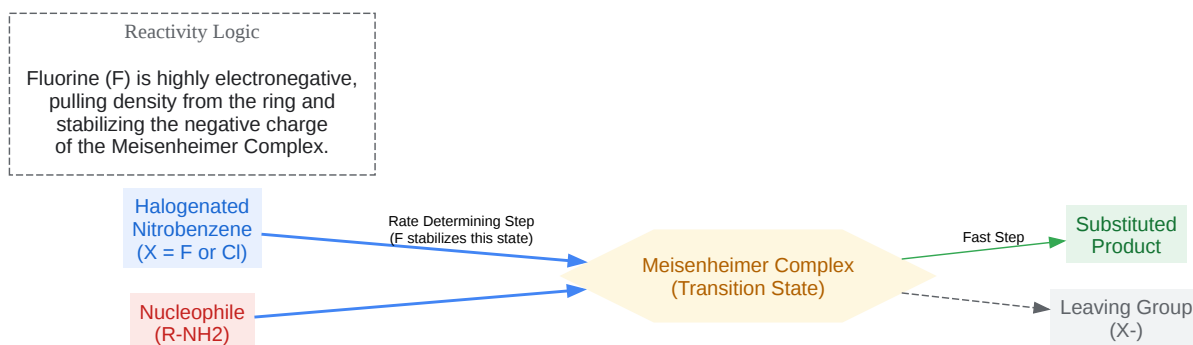 Reactivity Logic
Fluorine (F) is highly electronegative,
pulling density from the ring and
stabilizing the negative charge
of the Meisenheimer Complex.
Halogenated
Nitrobenzene
(X = F or Cl)
Rate Determining Step
(F stabilizes this state)
Nucleophile
(R-NH2)
Meisenheimer Complex
(Transition State)
Fast Step
Substituted
Product
Leaving Group
(X-)